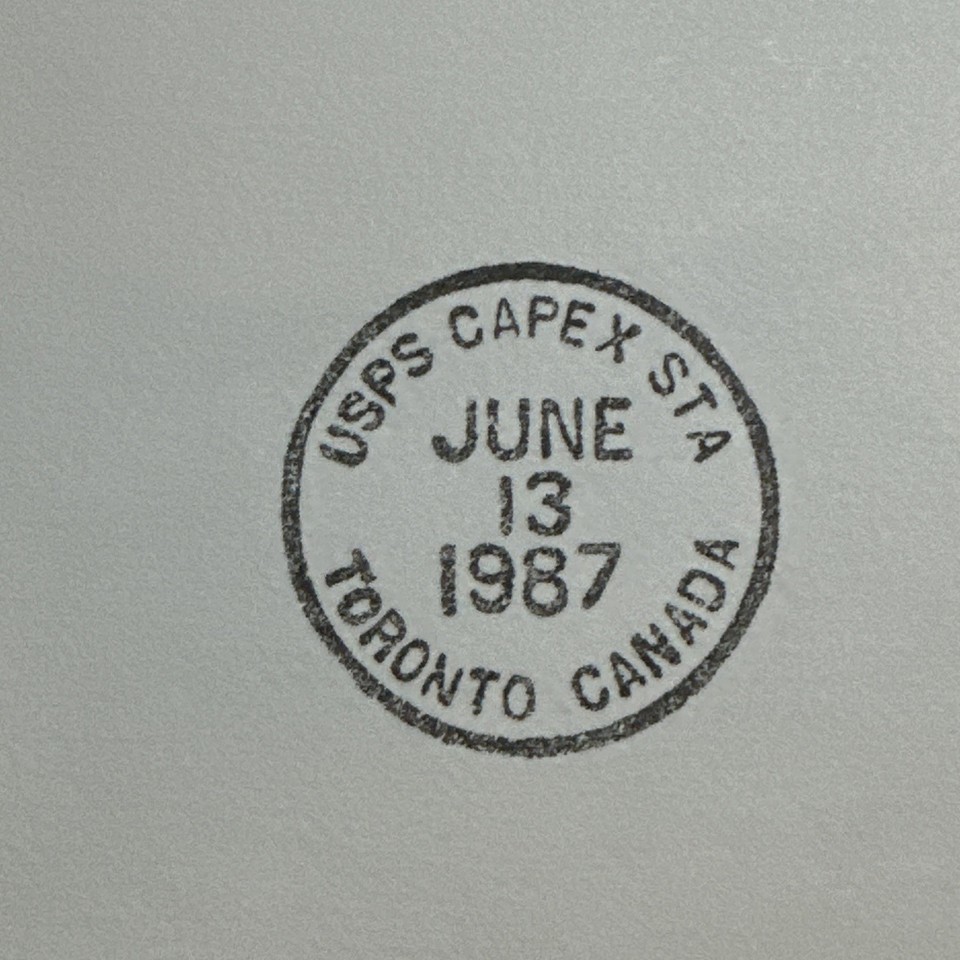 USPS CAPEX STA
JUNE
13
1987
TORONTO CANADA